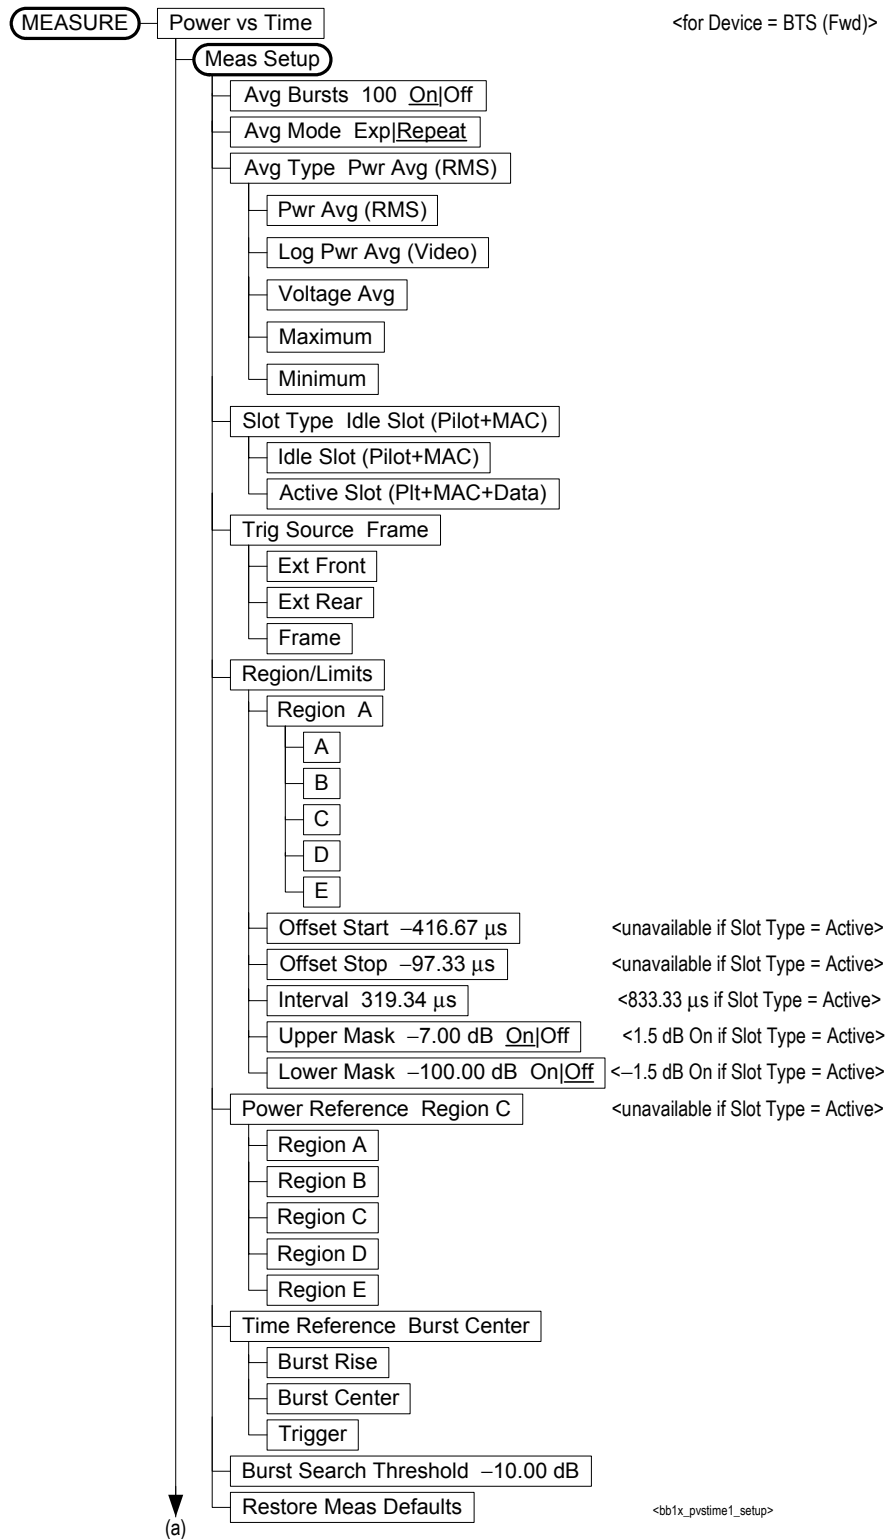 MEASURE Power vs Time <for Device = BTS (Fwd)>
Meas Setup
Avg Bursts 100 On|Off
Avg Mode Exp|Repeat
Avg Type Pwr Avg (RMS)
Pwr Avg (RMS)
Log Pwr Avg (Video)
Voltage Avg
Maximum
Minimum
Slot Type Idle Slot (Pilot+MAC)
Idle Slot (Pilot+MAC)
Active Slot (Plt+MAC+Data)
Trig Source Frame
Ext Front
Ext Rear
Frame
Region/Limits
Region A
A
B
C
D
E
Offset Start −416.67 μs <unavailable if Slot Type = Active>
Offset Stop −97.33 μs <unavailable if Slot Type = Active>
Interval 319.34 μs <833.33 μs if Slot Type = Active>
Upper Mask −7.00 dB On|Off <1.5 dB On if Slot Type = Active>
Lower Mask −100.00 dB On|Off <−1.5 dB On if Slot Type = Active>
Power Reference Region C <unavailable if Slot Type = Active>
Region A
Region B
Region C
Region D
Region E
Time Reference Burst Center
Burst Rise
Burst Center
Trigger
Burst Search Threshold −10.00 dB
Restore Meas Defaults <bb1x_pvstime1_setup>
(a)